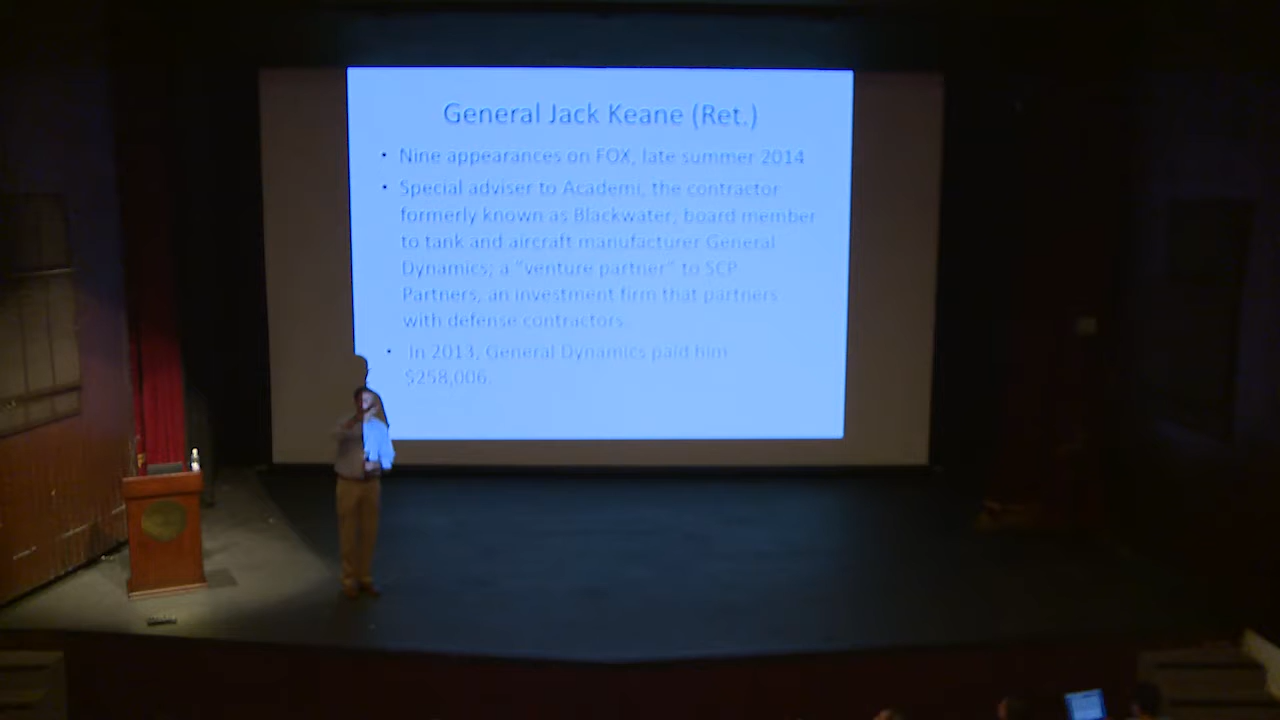 General Jack Keane (Ret.)
• Nine appearances on FOX, late summer 2014
• Special adviser to Academi, the contractor
formerly known as Blackwater; board member
to tank and aircraft manufacturer General
Dynamics; a "venture partner" to SCP
Partners, an investment firm that partners
with defense contractors.
• In 2013, General Dynamics paid him
$258,006.